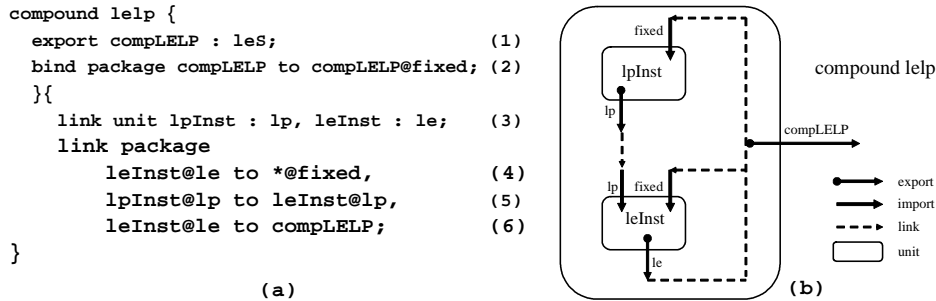 compound lelp {
export compLELP : leS; (1)
bind package compLELP to compLELP@fixed; (2)
}{
link unit lpInst : lp, leInst : le; (3)
link package
leInst@le to *@fixed, (4)
lpInst@lp to leInst@lp, (5)
leInst@le to compLELP; (6)
}
(a)
fixed
lpInst
lp
compound lelp
compLELP
lp
fixed
leInst
le
export
import
link
unit
(b)